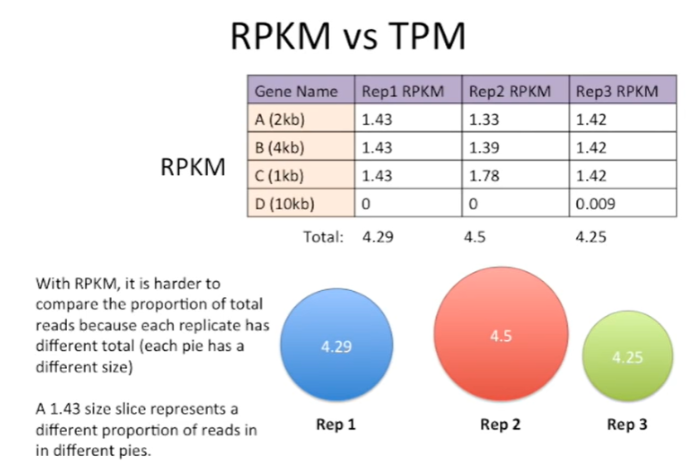 RPKM vs TPM
Gene Name Rep1 RPKM Rep2 RPKM Rep3 RPKM
A (2kb) 1.43 1.33 1.42
B (4kb) 1.43 1.39 1.42
C (1kb) 1.43 1.78 1.42
D (10kb) 0 0 0.009
RPKM
Total: 4.29 4.5 4.25
With RPKM, it is harder to
compare the proportion of total
reads because each replicate has
different total (each pie has a
different size)
A 1.43 size slice represents a
different proportion of reads in
in different pies.
4.29
4.5
4.25
Rep 1
Rep 2
Rep 3